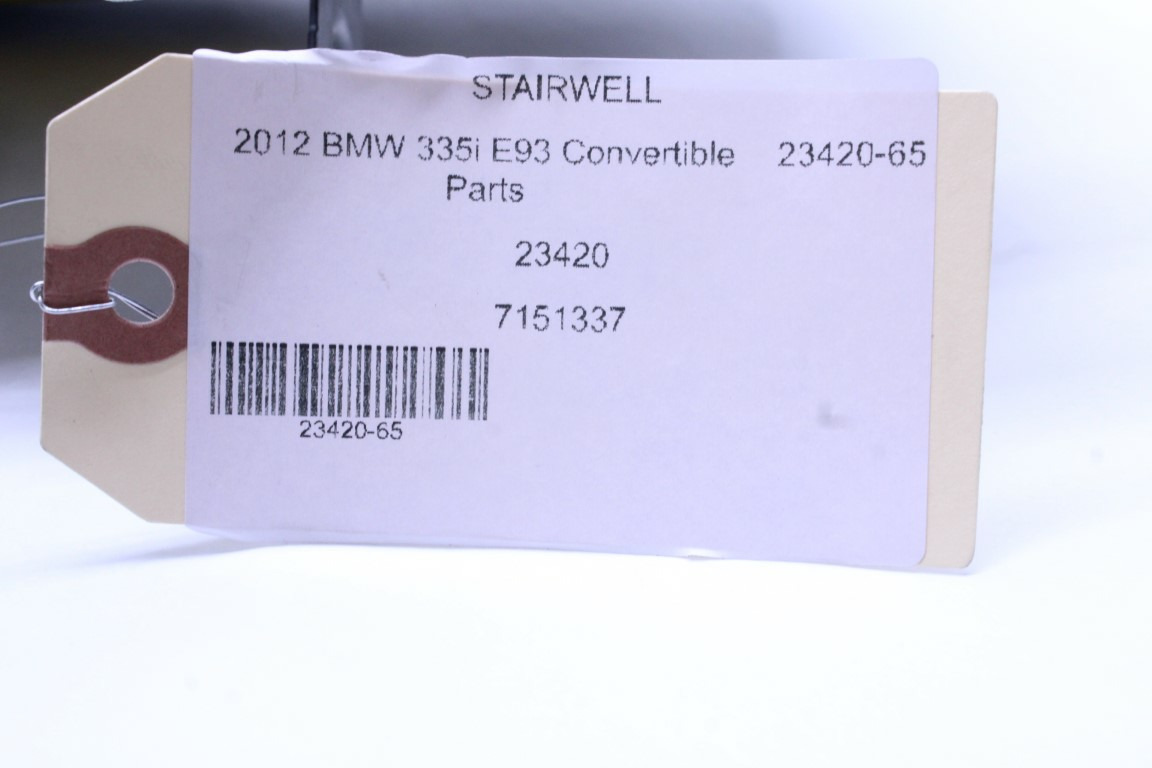 STAIRWELL
2012 BMW 335i E93 Convertible 23420-65
Parts
23420
7151337
23420-65